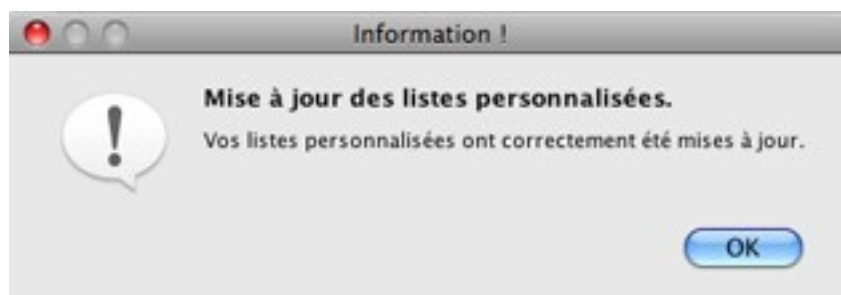 Information !
Mise à jour des listes personnalisées.
Vos listes personnalisées ont correctement été mises à jour.
OK